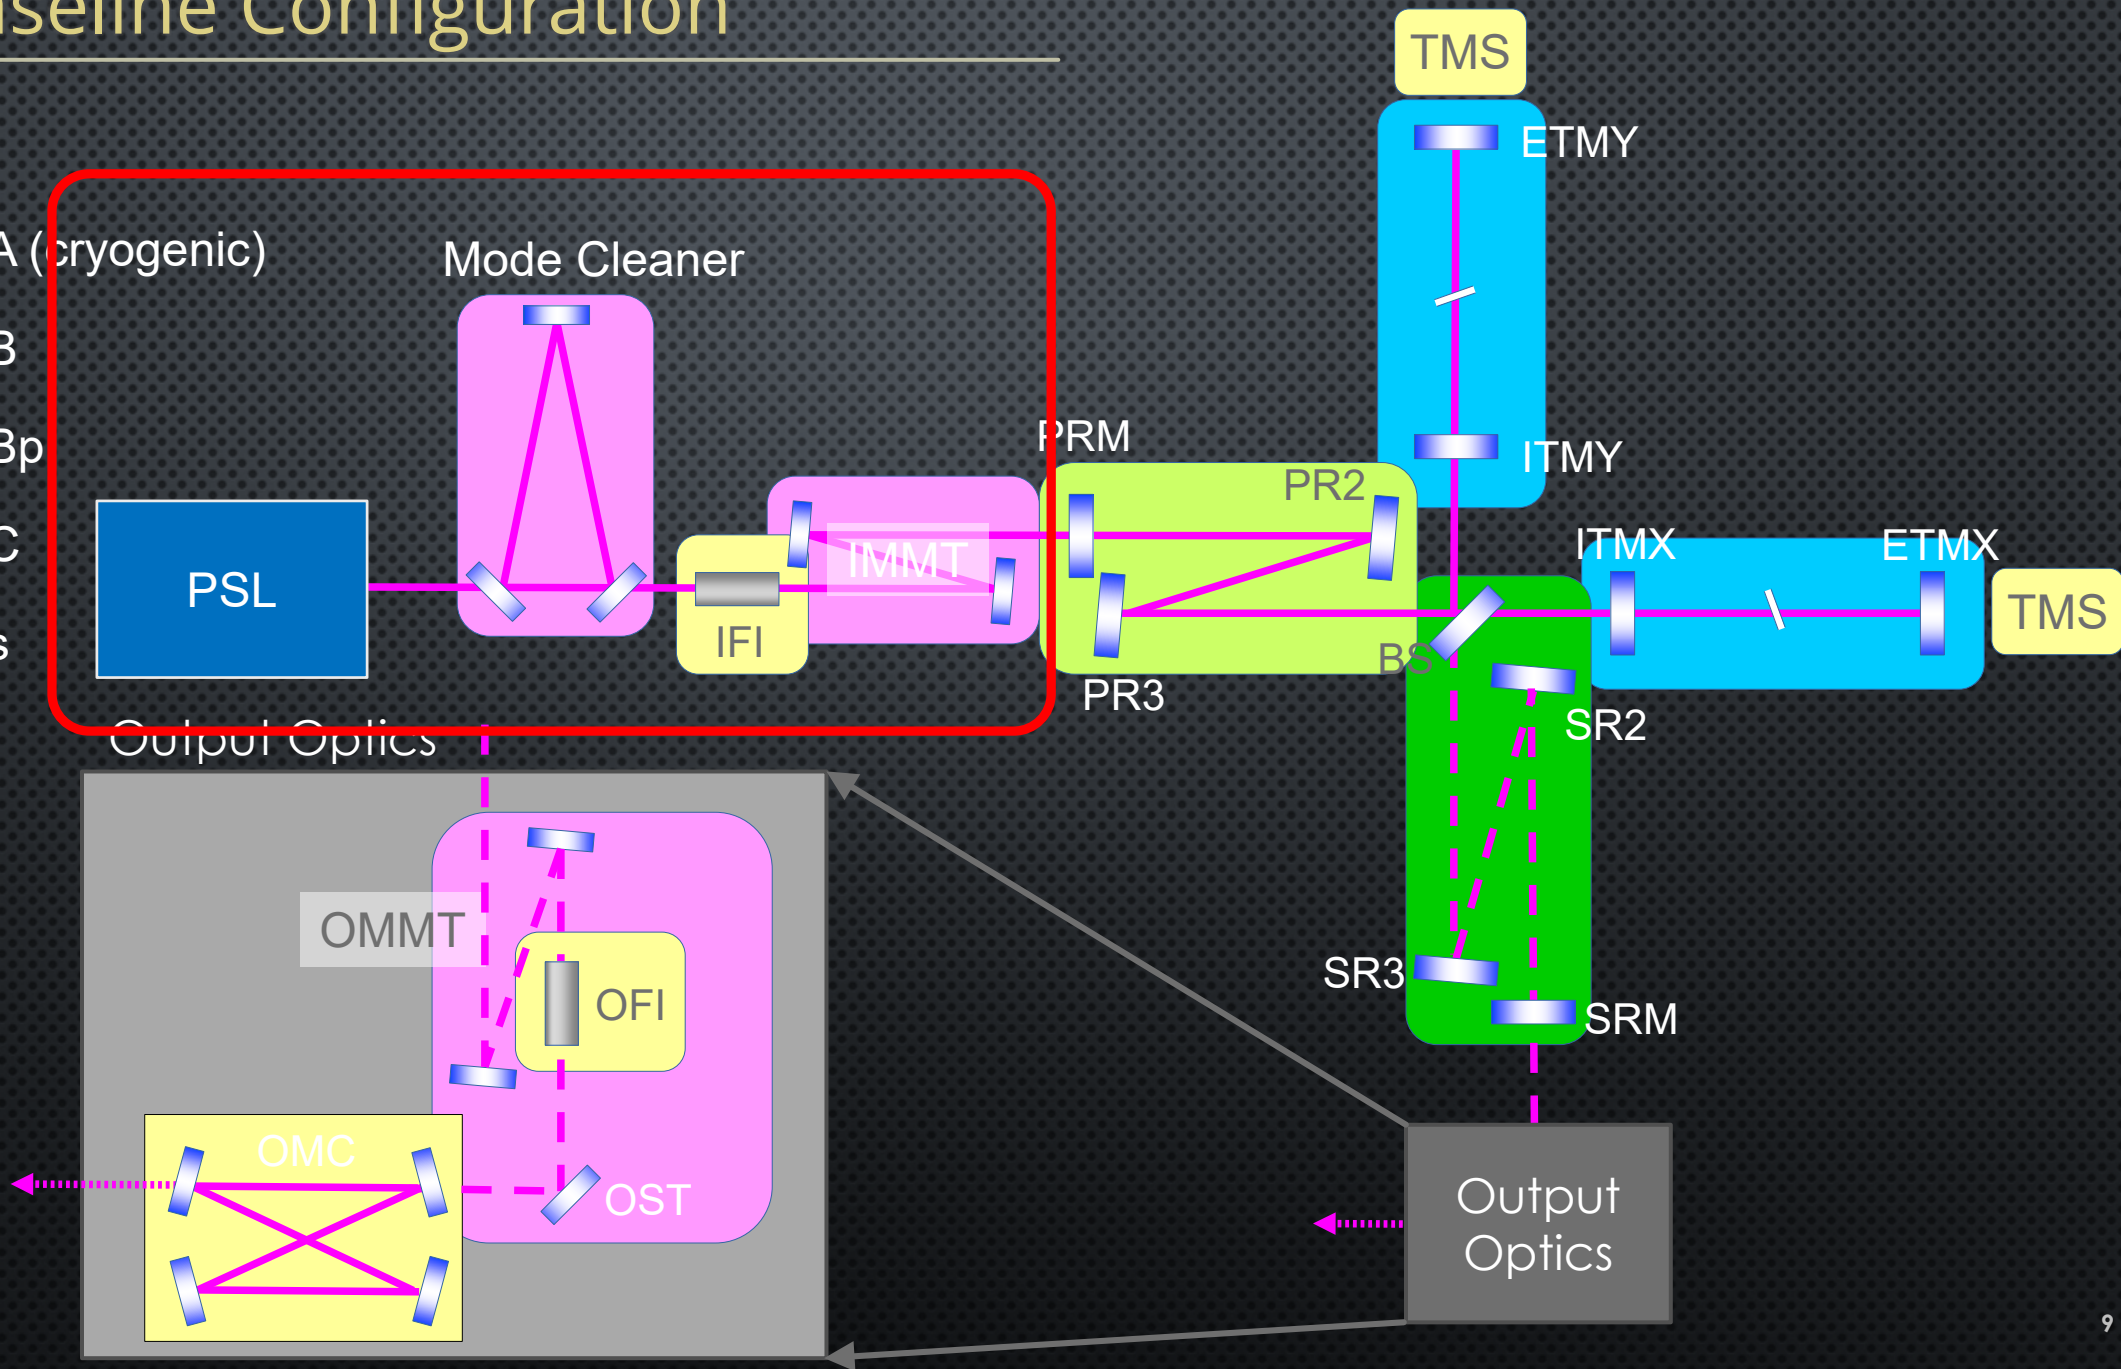 seline Configuration
TMS
ETMY
A (cryogenic)
Mode Cleaner
B
Bp
PRM
PR2
ITMY
C
IMMT
ITMX
ETMX
PSL
TMS
IFI
s
BS
PR3
SR2
Output Optics
OMMT
SR3
OFI
SRM
OMC
OST
Output
Optics
9